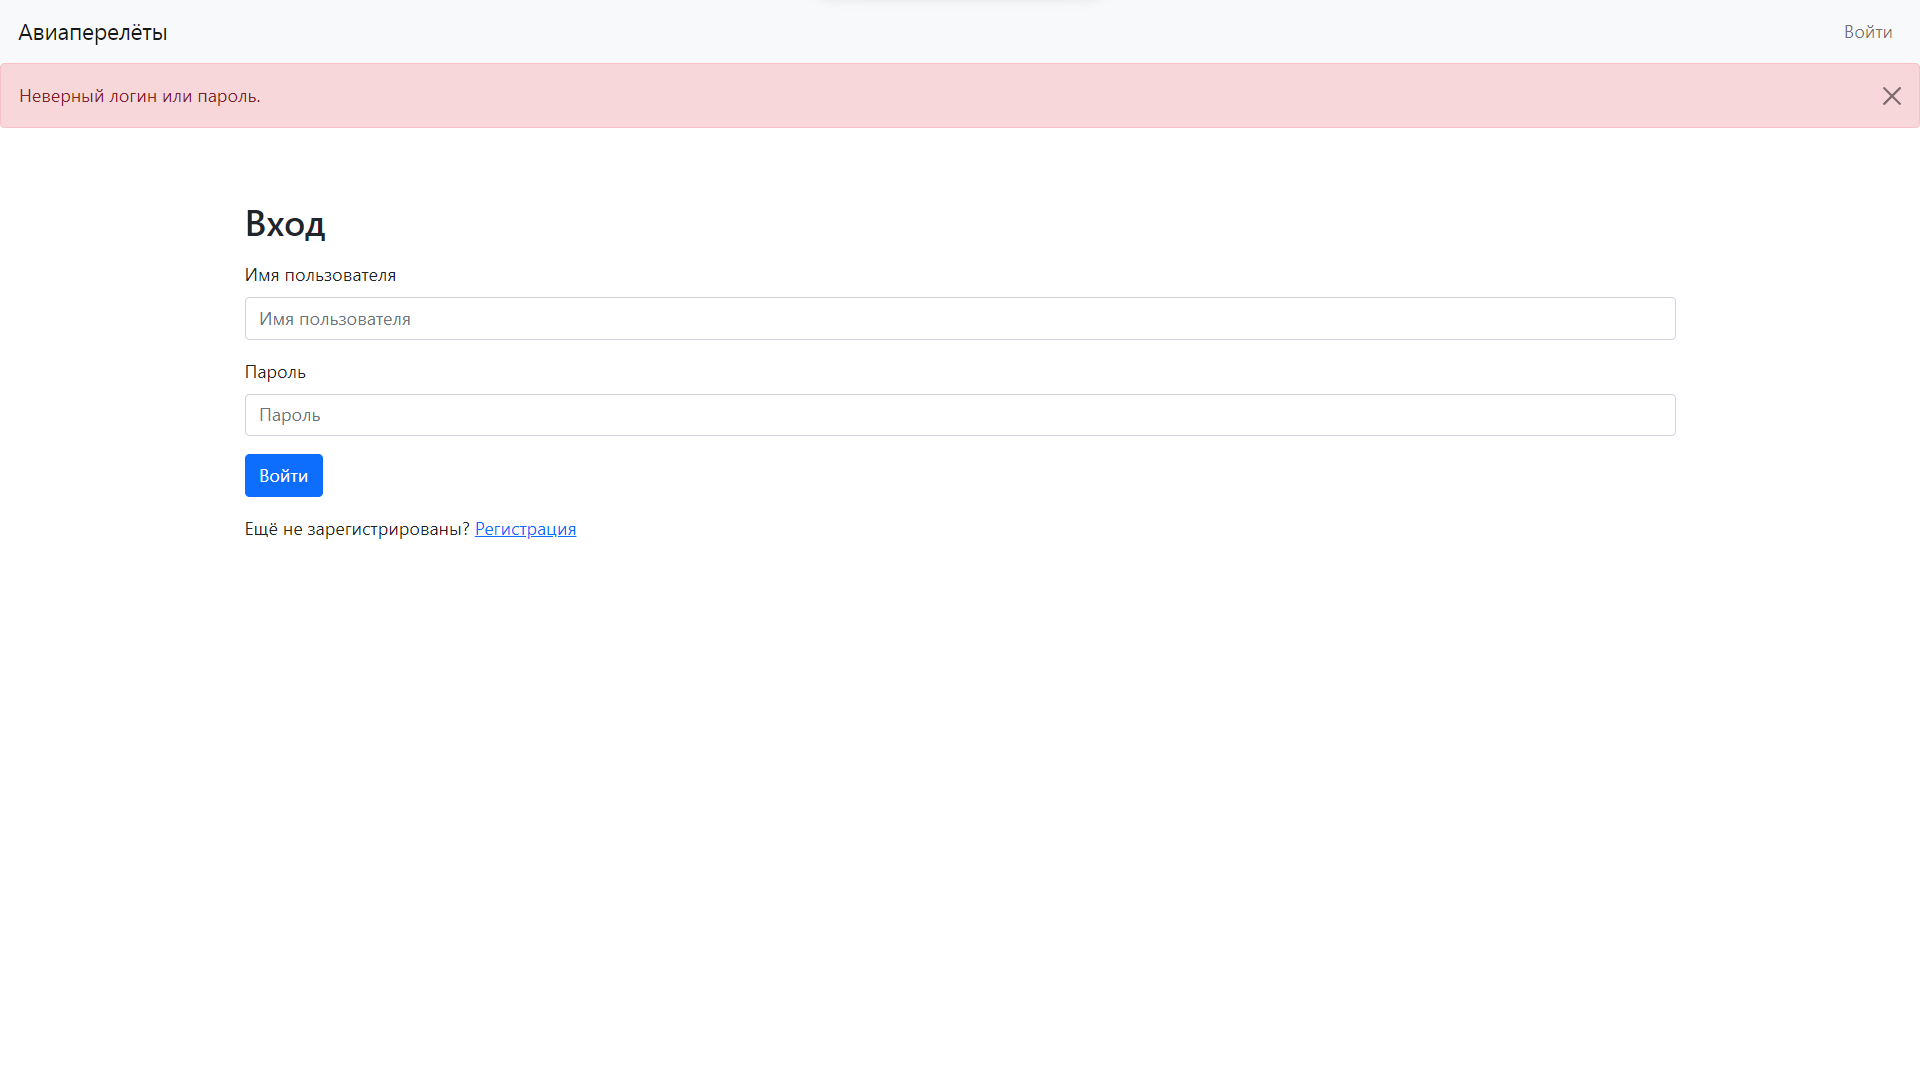 Авиаперелёты
Войти
Неверный логин или пароль.
Вход
Имя пользователя
Имя пользователя
Пароль
Пароль
Войти
Ещё не зарегистрированы? Регистрация